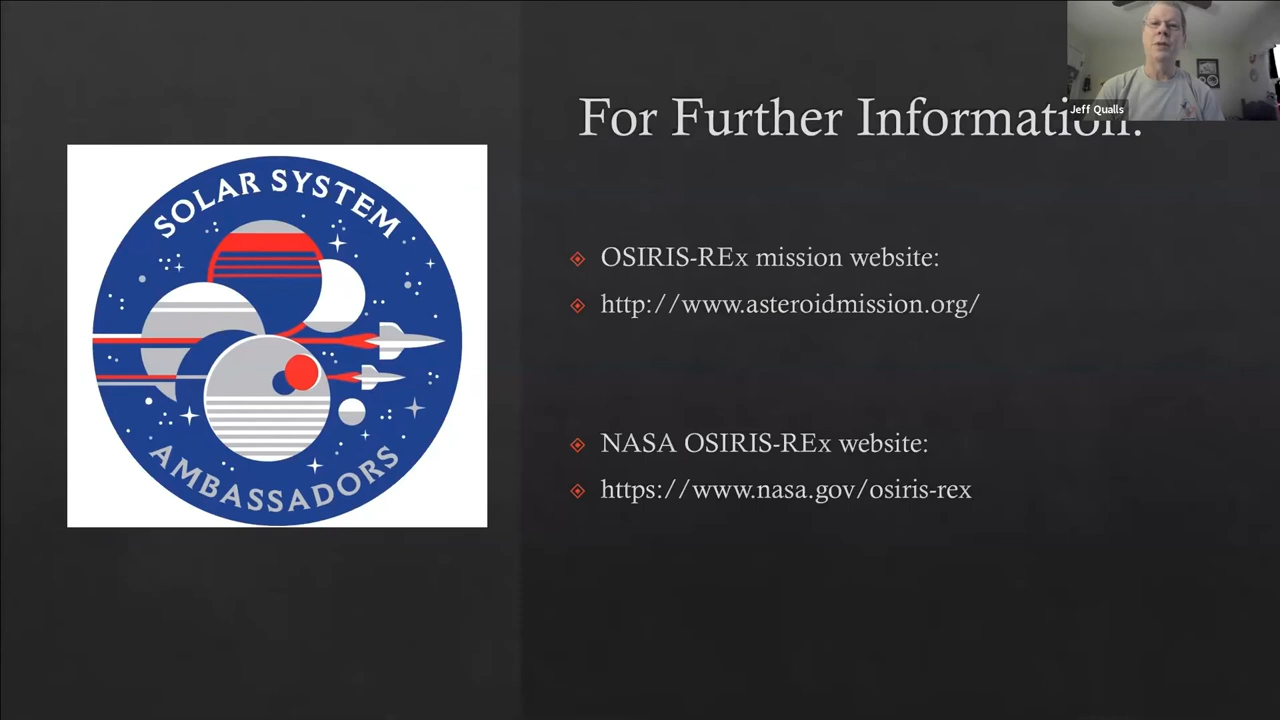 Jeff Qualls
For Further Information:
SOLAR SYSTEM
AMBASSADORS
OSIRIS-REx mission website:
http://www.asteroidmission.org/
NASA OSIRIS-REx website:
https://www.nasa.gov/osiris-rex